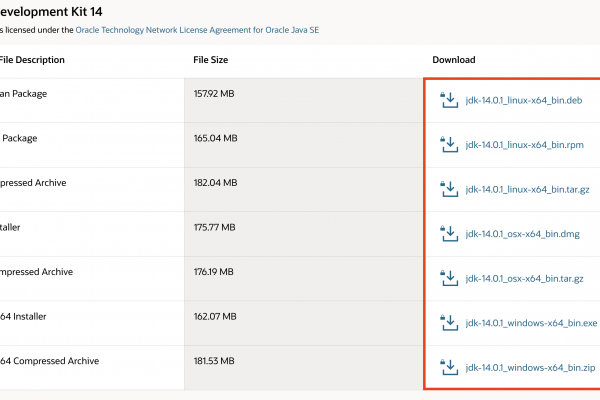 evelopment Kit 14
s licensed under the Oracle Technology Network License Agreement for Oracle Java SE
File Description File Size Download
an Package 157.92 MB jdk-14.0.1_linux-x64_bin.deb
Package 165.04 MB jdk-14.0.1_linux-x64_bin.rpm
pressed Archive 182.04 MB jdk-14.0.1_linux-x64_bin.tar.gz
taller 175.77 MB jdk-14.0.1_osx-x64_bin.dmg
mpressed Archive 176.19 MB jdk-14.0.1_osx-x64_bin.tar.gz
64 Installer 162.07 MB jdk-14.0.1_windows-x64_bin.exe
64 Compressed Archive 181.53 MB jdk-14.0.1_windows-x64_bin.zip